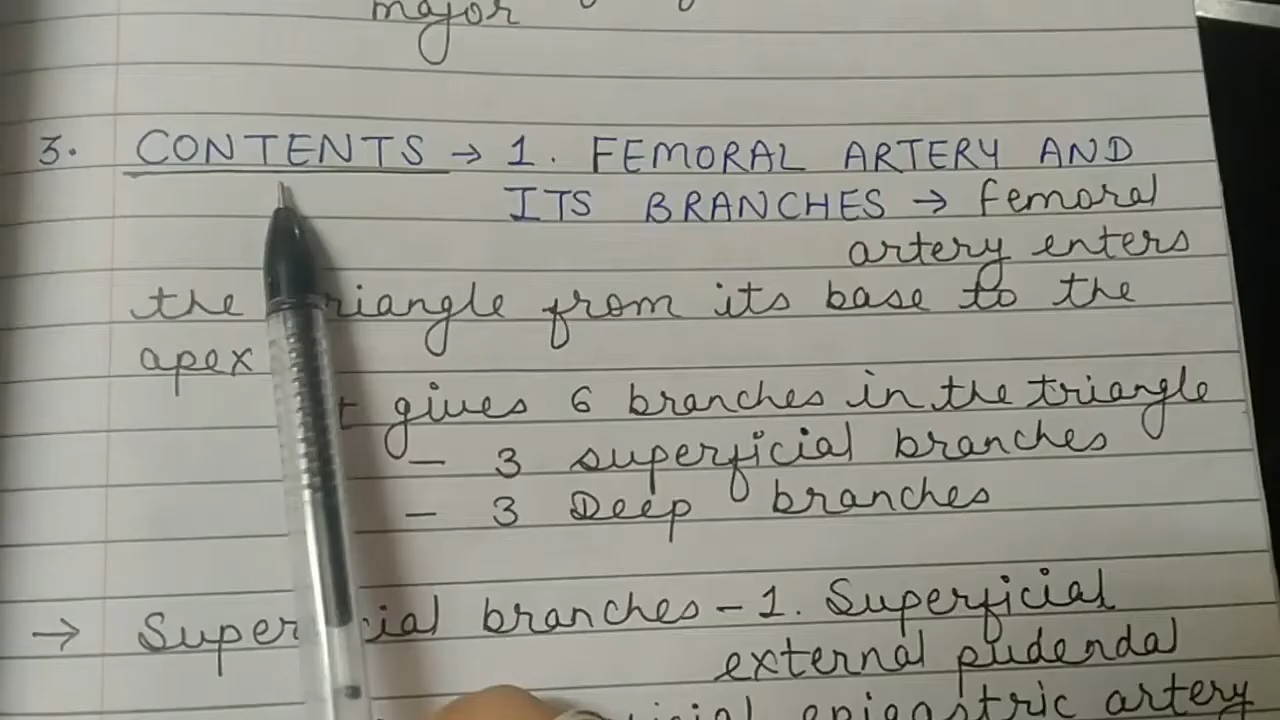 major
3. CONTENTS → 1. FEMORAL ARTERY AND
ITS BRANCHES → Femoral
artery enters
the triangle from its base to the
apex
gives 6 branches in the triangle
- 3 superficial branches
- 3 Deep branches
→ Superficial branches - 1. Superficial
external pudendal
epigastric artery